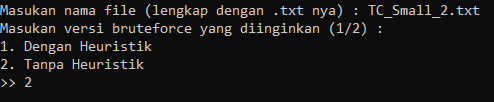 Masukan nama file (lengkap dengan .txt nya) : TC_Small_2.txt
Masukan versi bruteforce yang diinginkan (1/2) :
1. Dengan Heuristik
2. Tanpa Heuristik
>> 2